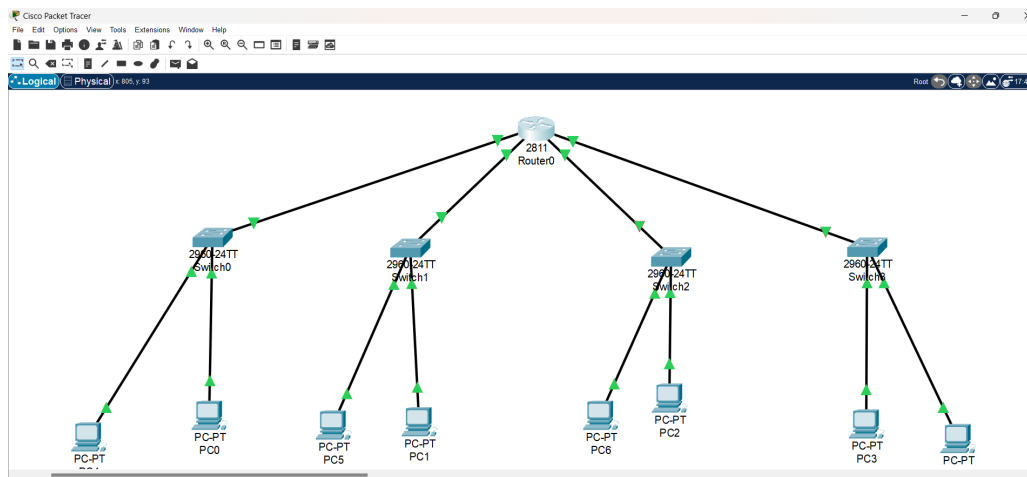 Cisco Packet Tracer
File Edit Options View Tools Extensions Window Help
Logical Physical x: 805, y: 93 Root
2811
Router0
2960-24TT
Switch0
2960-24TT
Switch1
2960-24TT
Switch2
2960-24TT
Switch3
PC-PT
PC-PT
PC0
PC-PT
PC5
PC-PT
PC1
PC-PT
PC6
PC-PT
PC2
PC-PT
PC3
PC-PT